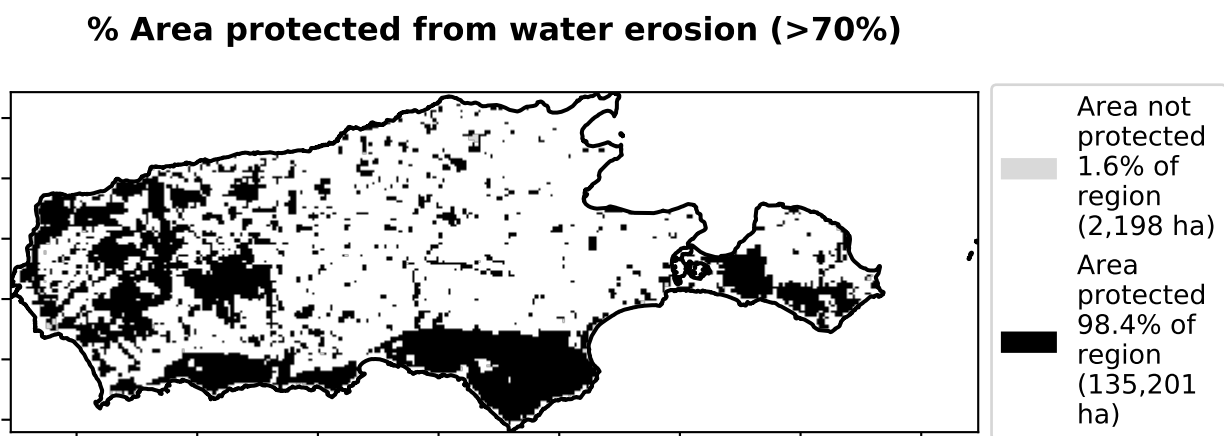 % Area protected from water erosion (>70%)
Area not
protected
1.6% of
region
(2,198 ha)
Area
protected
98.4% of
region
(135,201
ha)